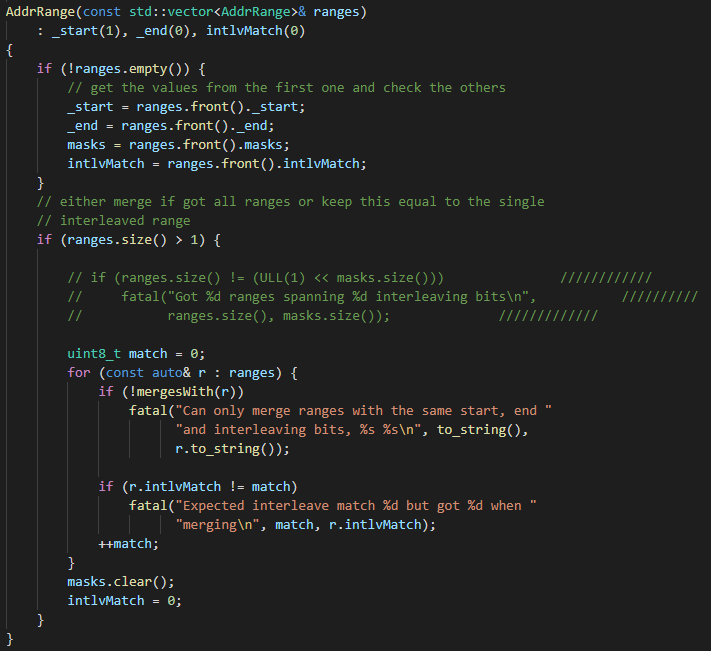 AddrRange(const std::vector<AddrRange>& ranges)
    : _start(1), _end(0), intlvMatch(0)
{
    if (!ranges.empty()) {
        // get the values from the first one and check the others
        _start = ranges.front()._start;
        _end = ranges.front()._end;
        masks = ranges.front().masks;
        intlvMatch = ranges.front().intlvMatch;
    }
    // either merge if got all ranges or keep this equal to the single
    // interleaved range
    if (ranges.size() > 1) {

        // if (ranges.size() != (ULL(1) << masks.size()))               ////////////
        //     fatal("Got %d ranges spanning %d interleaving bits\n",           //////////
        //           ranges.size(), masks.size());              /////////////

        uint8_t match = 0;
        for (const auto& r : ranges) {
            if (!mergesWith(r))
                fatal("Can only merge ranges with the same start, end "
                      "and interleaving bits, %s %s\n", to_string(),
                      r.to_string());

            if (r.intlvMatch != match)
                fatal("Expected interleave match %d but got %d when "
                      "merging\n", match, r.intlvMatch);
            ++match;
        }
        masks.clear();
        intlvMatch = 0;
    }
}